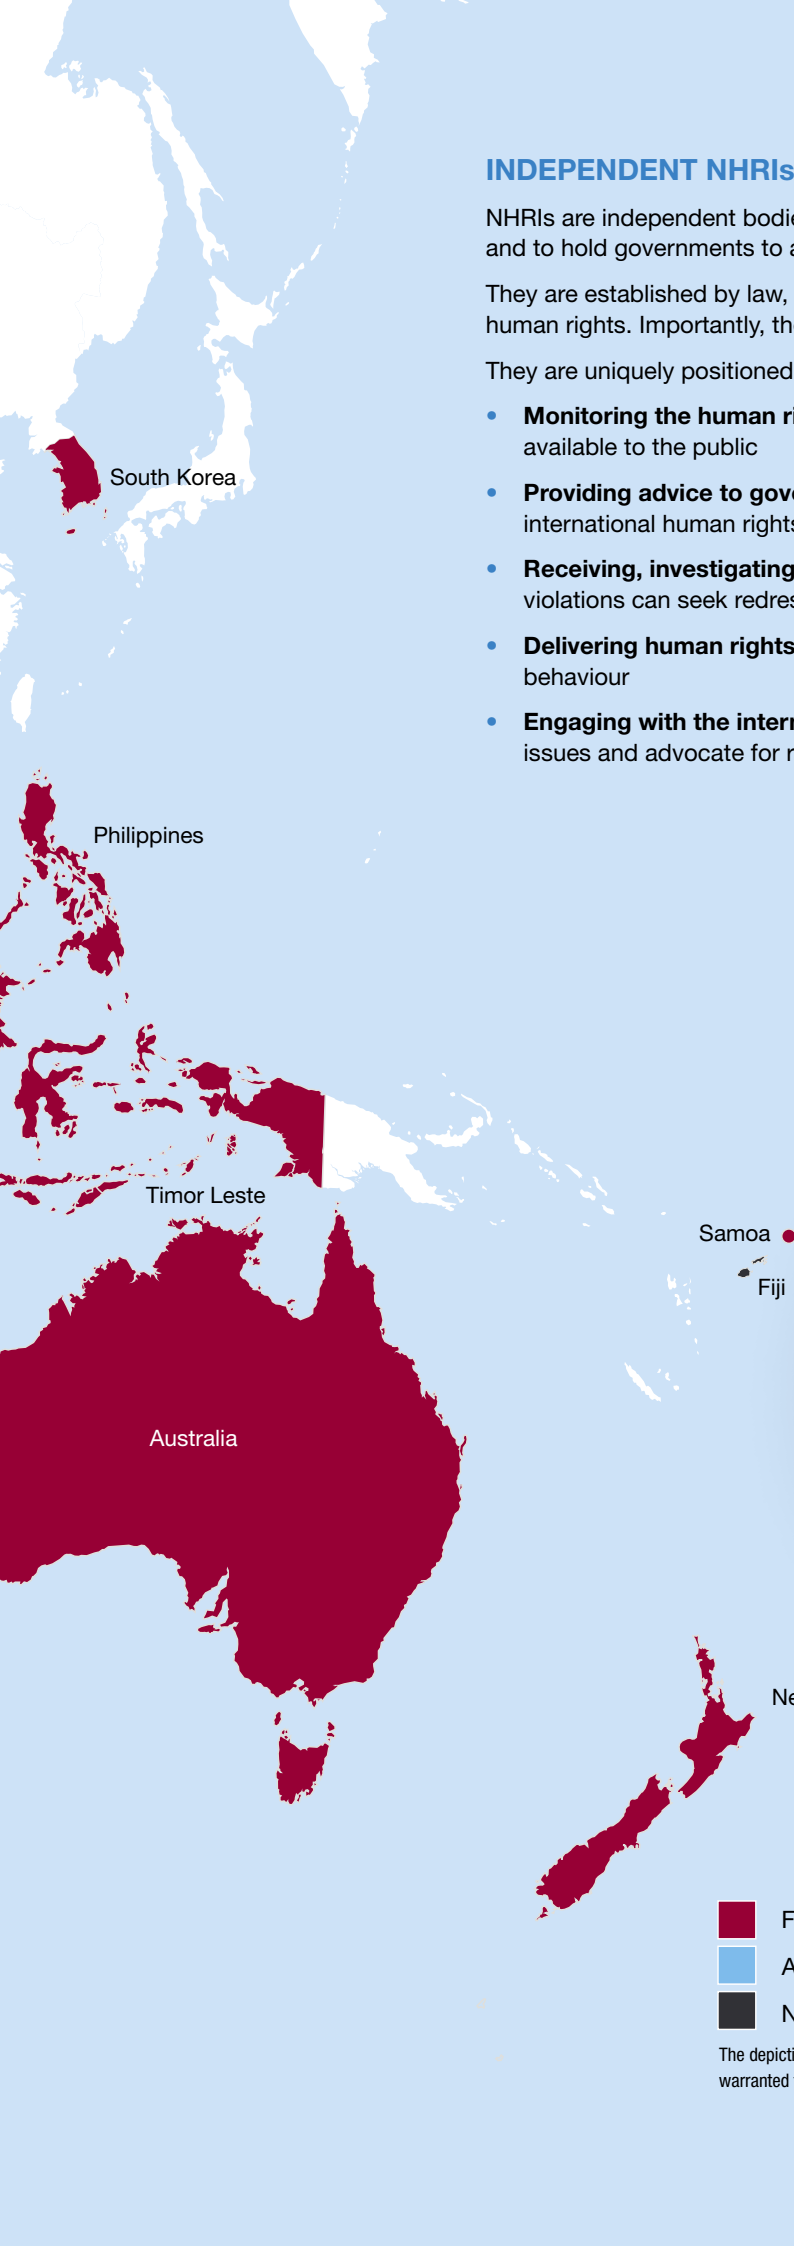 INDEPENDENT NHRIs
NHRIs are independent bodie
and to hold governments to a
They are established by law,
human rights. Importantly, the
They are uniquely positioned
• Monitoring the human ri
available to the public
• Providing advice to gove
international human rights
• Receiving, investigating
violations can seek redres
• Delivering human rights
behaviour
• Engaging with the intern
issues and advocate for r
South Korea
Philippines
Timor Leste
Samoa
Fiji
Australia
Ne
F
A
N
The depicti
warranted